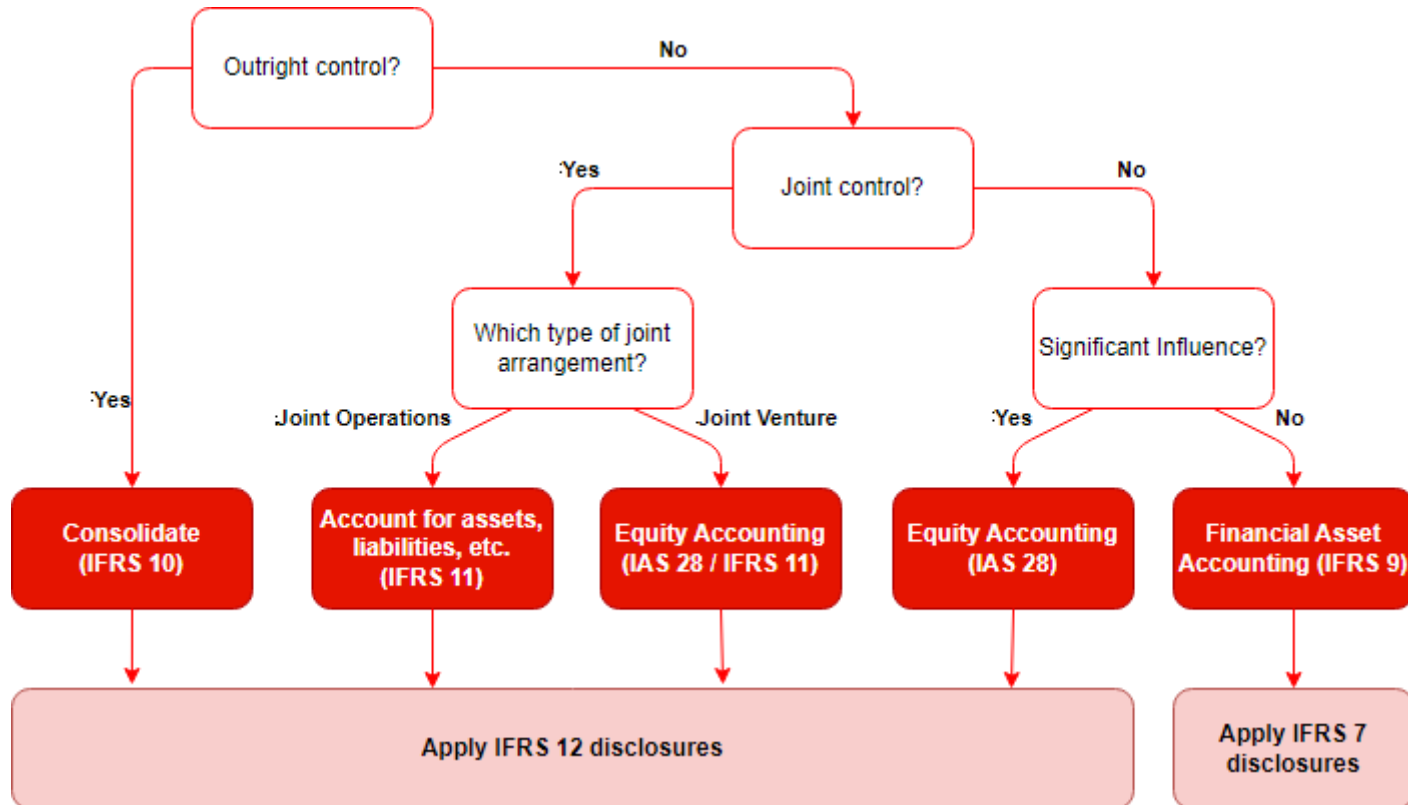 Outright control?
No
:Yes
Joint control?
No
Which type of joint
arrangement?
Significant Influence?
:Yes
:Joint Operations
.Joint Venture
:Yes
No
Consolidate
(IFRS 10)
Account for assets,
liabilities, etc.
(IFRS 11)
Equity Accounting
(IAS 28 / IFRS 11)
Equity Accounting
(IAS 28)
Financial Asset
Accounting (IFRS 9)
Apply IFRS 12 disclosures
Apply IFRS 7
disclosures